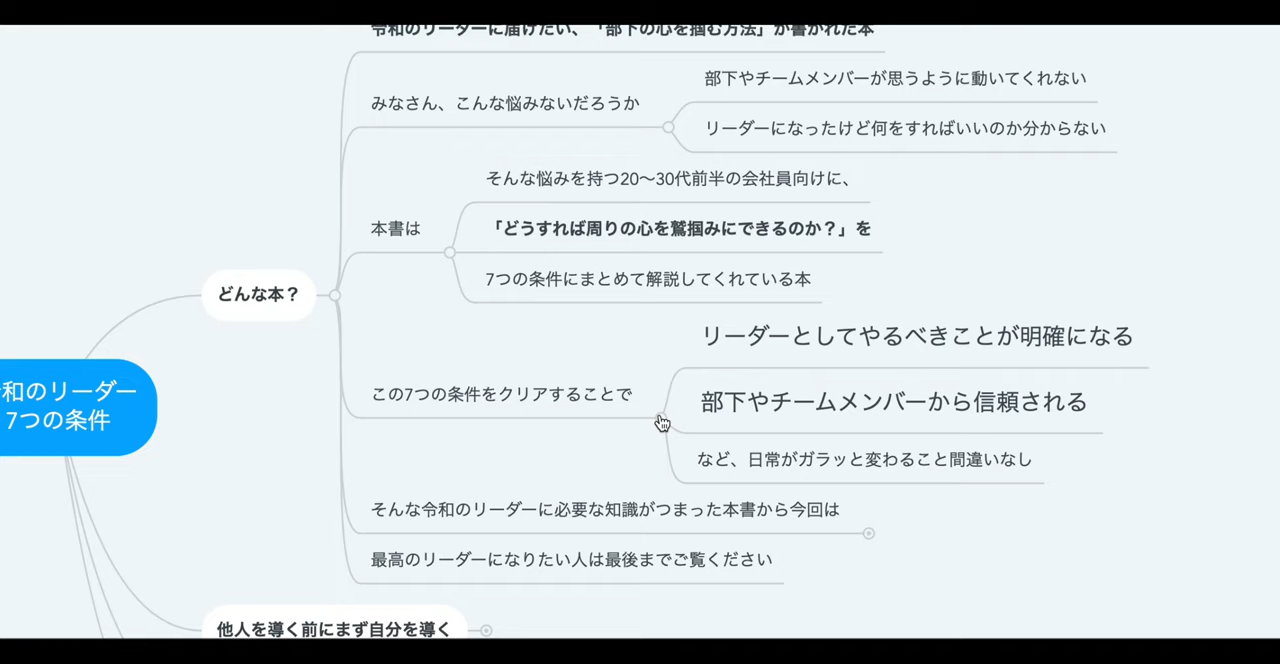 令和のリーダーに届けたい、「部下の心を掴む方法」が書かれた本
みなさん、こんな悩みないだろうか
部下やチームメンバーが思うように動いてくれない
リーダーになったけど何をすればいいのか分からない
本書は
そんな悩みを持つ20〜30代前半の会社員向けに、
「どうすれば周りの心を鷲掴みにできるのか？」を
7つの条件にまとめて解説してくれている本
どんな本？
この7つの条件をクリアすることで
リーダーとしてやるべきことが明確になる
部下やチームメンバーから信頼される
など、日常がガラッと変わること間違いなし
そんな令和のリーダーに必要な知識がつまった本書から今回は
最高のリーダーになりたい人は最後までご覧ください
和のリーダー
7つの条件
他人を導く前にまず自分を導く